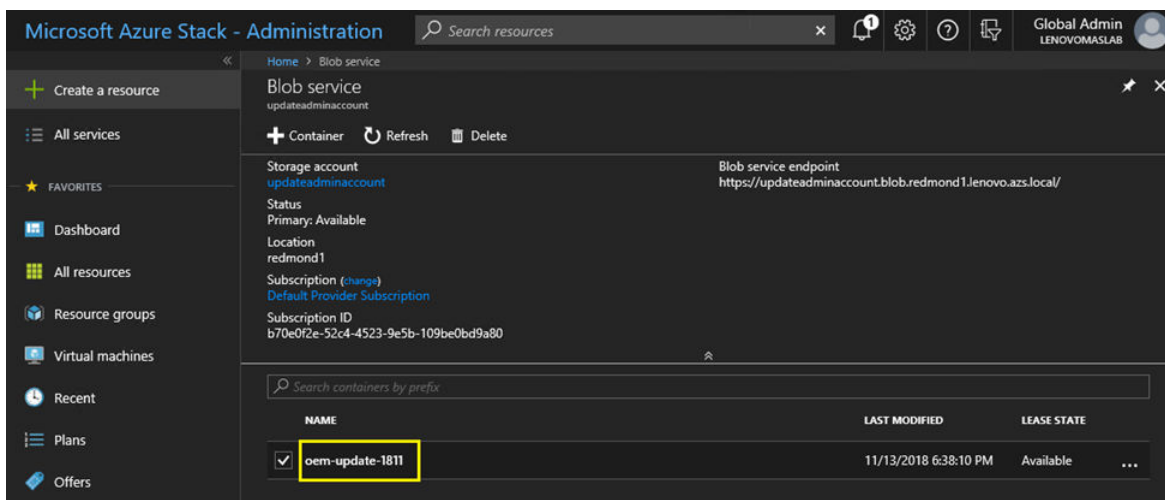 Microsoft Azure Stack - Administration
Search resources
1
Global Admin
LENOVOMASLAB
Home > Blob service
Create a resource
All services
FAVORITES
Dashboard
All resources
Resource groups
Virtual machines
Recent
Plans
Offers
Blob service
updateadminaccount
Container
Refresh
Delete
Storage account
updateadminaccount
Status
Primary: Available
Location
redmond1
Subscription (change)
Default Provider Subscription
Subscription ID
b70e0f2e-52c4-4523-9e5b-109be0bd9a80
Blob service endpoint
https://updateadminaccount.blob.redmond1.lenovo.azs.local/
Search containers by prefix
NAME LAST MODIFIED LEASE STATE
oem-update-1811 11/13/2018 6:38:10 PM Available ...